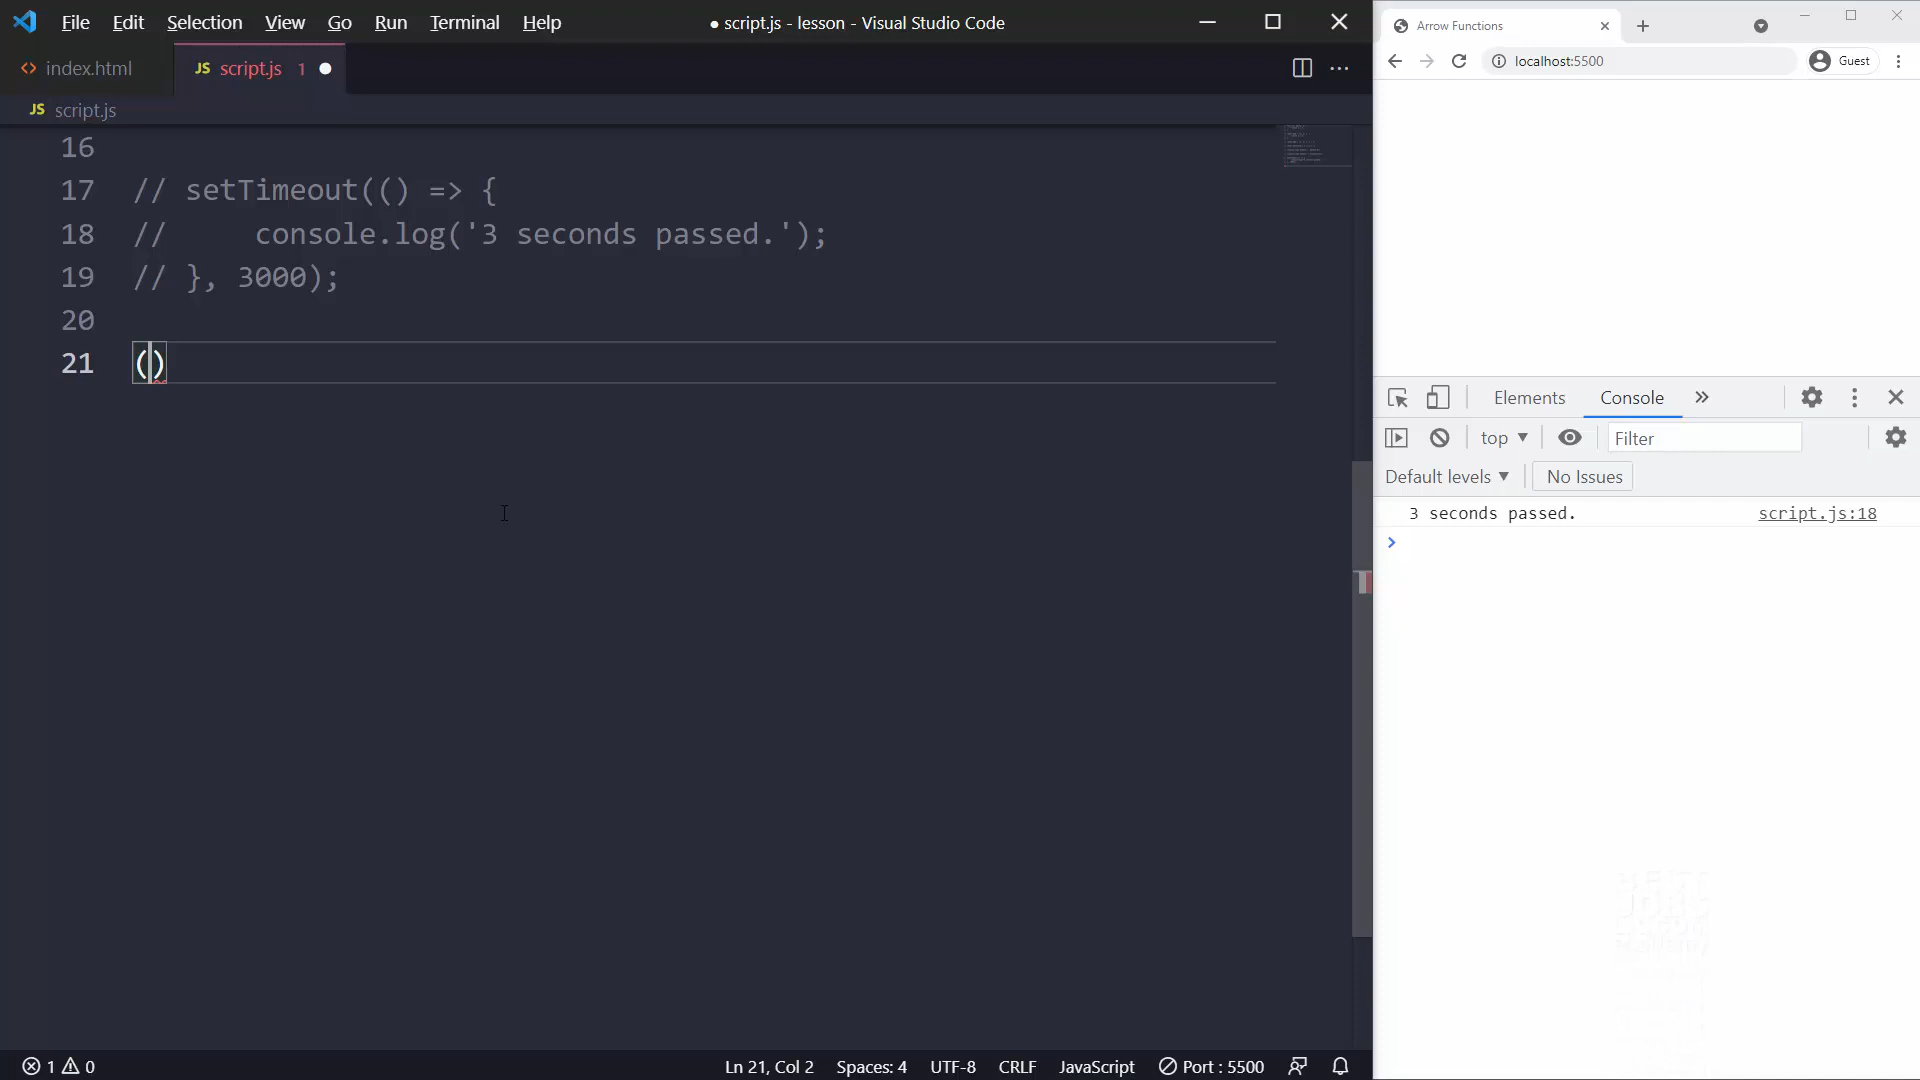 File Edit Selection View Go Run Terminal Help
● script.js - lesson - Visual Studio Code
index.html
JS script.js 1 ●
JS script.js
16
17 // setTimeout(() => {
18 //     console.log('3 seconds passed.');
19 // }, 3000);
20
21 ()
1 0
Ln 21, Col 2 Spaces: 4 UTF-8 CRLF JavaScript Port : 5500
Arrow Functions
localhost:5500
Guest
Elements Console
top Filter
Default levels No Issues
3 seconds passed. script.js:18